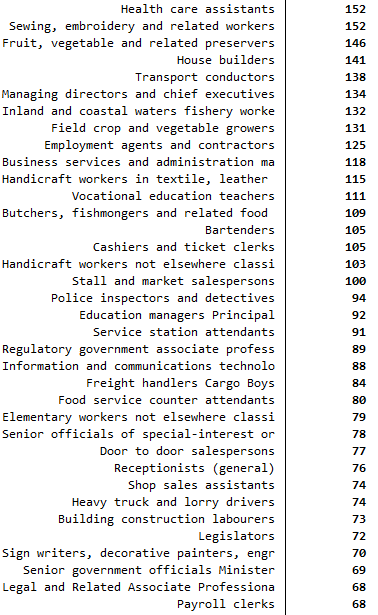 Health care assistants 152
Sewing, embroidery and related workers 152
Fruit, vegetable and related preservers 146
House builders 141
Transport conductors 138
Managing directors and chief executives 134
Inland and coastal waters fishery worke 132
Field crop and vegetable growers 131
Employment agents and contractors 125
Business services and administration ma 118
Handicraft workers in textile, leather 115
Vocational education teachers 111
Butchers, fishmongers and related food 109
Bartenders 105
Cashiers and ticket clerks 105
Handicraft workers not elsewhere classi 103
Stall and market salespersons 100
Police inspectors and detectives 94
Education managers Principal 92
Service station attendants 91
Regulatory government associate profess 89
Information and communications technolo 88
Freight handlers Cargo Boys 84
Food service counter attendants 80
Elementary workers not elsewhere classi 79
Senior officials of special-interest or 78
Door to door salespersons 77
Receptionists (general) 76
Shop sales assistants 74
Heavy truck and lorry drivers 74
Building construction labourers 73
Legislators 72
Sign writers, decorative painters, engr 70
Senior government officials Minister 69
Legal and Related Associate Professiona 68
Payroll clerks 68